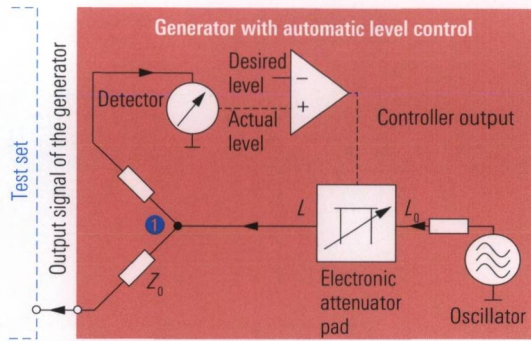 Generator with automatic level control
Test set
Output signal of the generator
Detector
Desired
level
−
+
Actual
level
Controller output
1
L
L₀
Z₀
Electronic
attenuator
pad
Oscillator